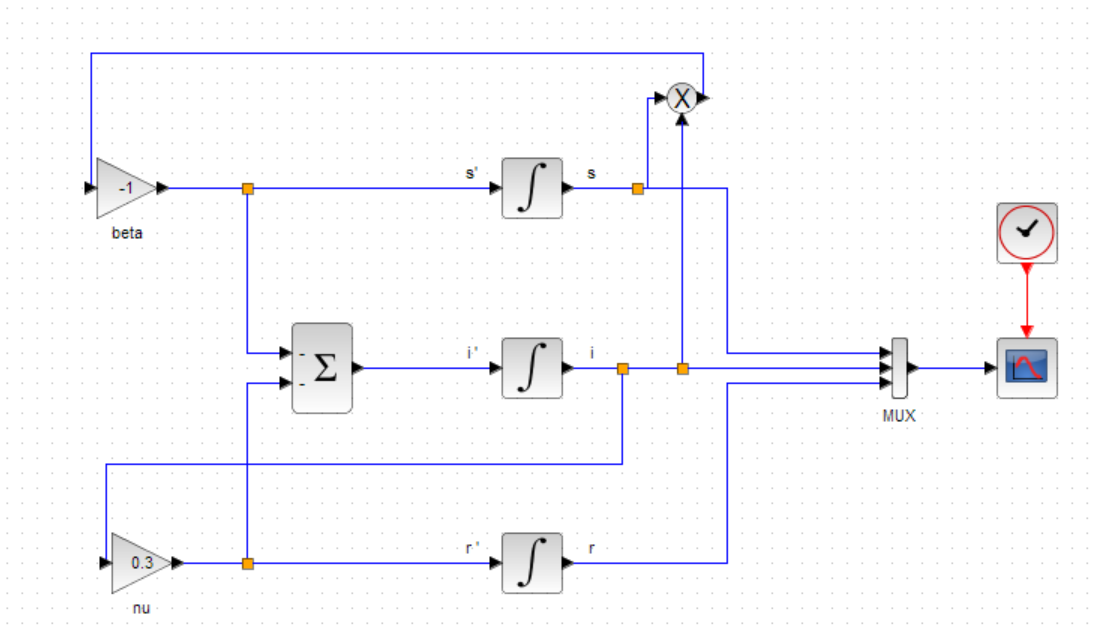 X
-1
beta
s'
∫
s
-
-
Σ
i'
∫
i
MUX
0.3
nu
r'
∫
r